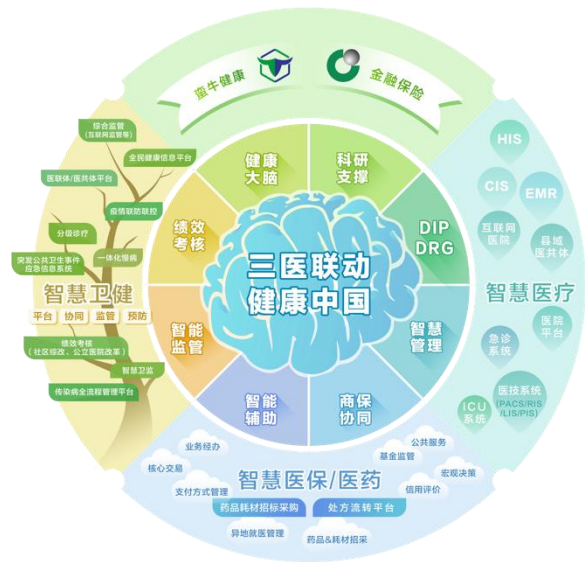 蛮牛健康
金融保险
综合监管
(互联网监管等)
全民健康信息平台
医联体/医共体平台
疫情联防联控
分级诊疗
突发公共卫生事件
应急信息系统
一体化慢病
智慧卫健
平台 协同 监管 预防
绩效考核
(社区综改、公立医院改革)
智慧卫监
传染病全流程管理平台
健康
大脑
科研
支撑
绩效
考核
DIP
DRG
智能
监管
智慧
管理
智能
辅助
商保
协同
三医联动
健康中国
HIS
CIS
EMR
互联网
医院
县域
医共体
智慧医疗
医院
平台
急诊
系统
医技系统
(PACS/RIS
/LIS/PIS)
ICU
系统
业务经办
公共服务
核心交易
基金监管
宏观决策
支付方式管理
信用评价
智慧医保/医药
药品耗材招标采购
处方流转平台
异地就医管理
药品&耗材招采